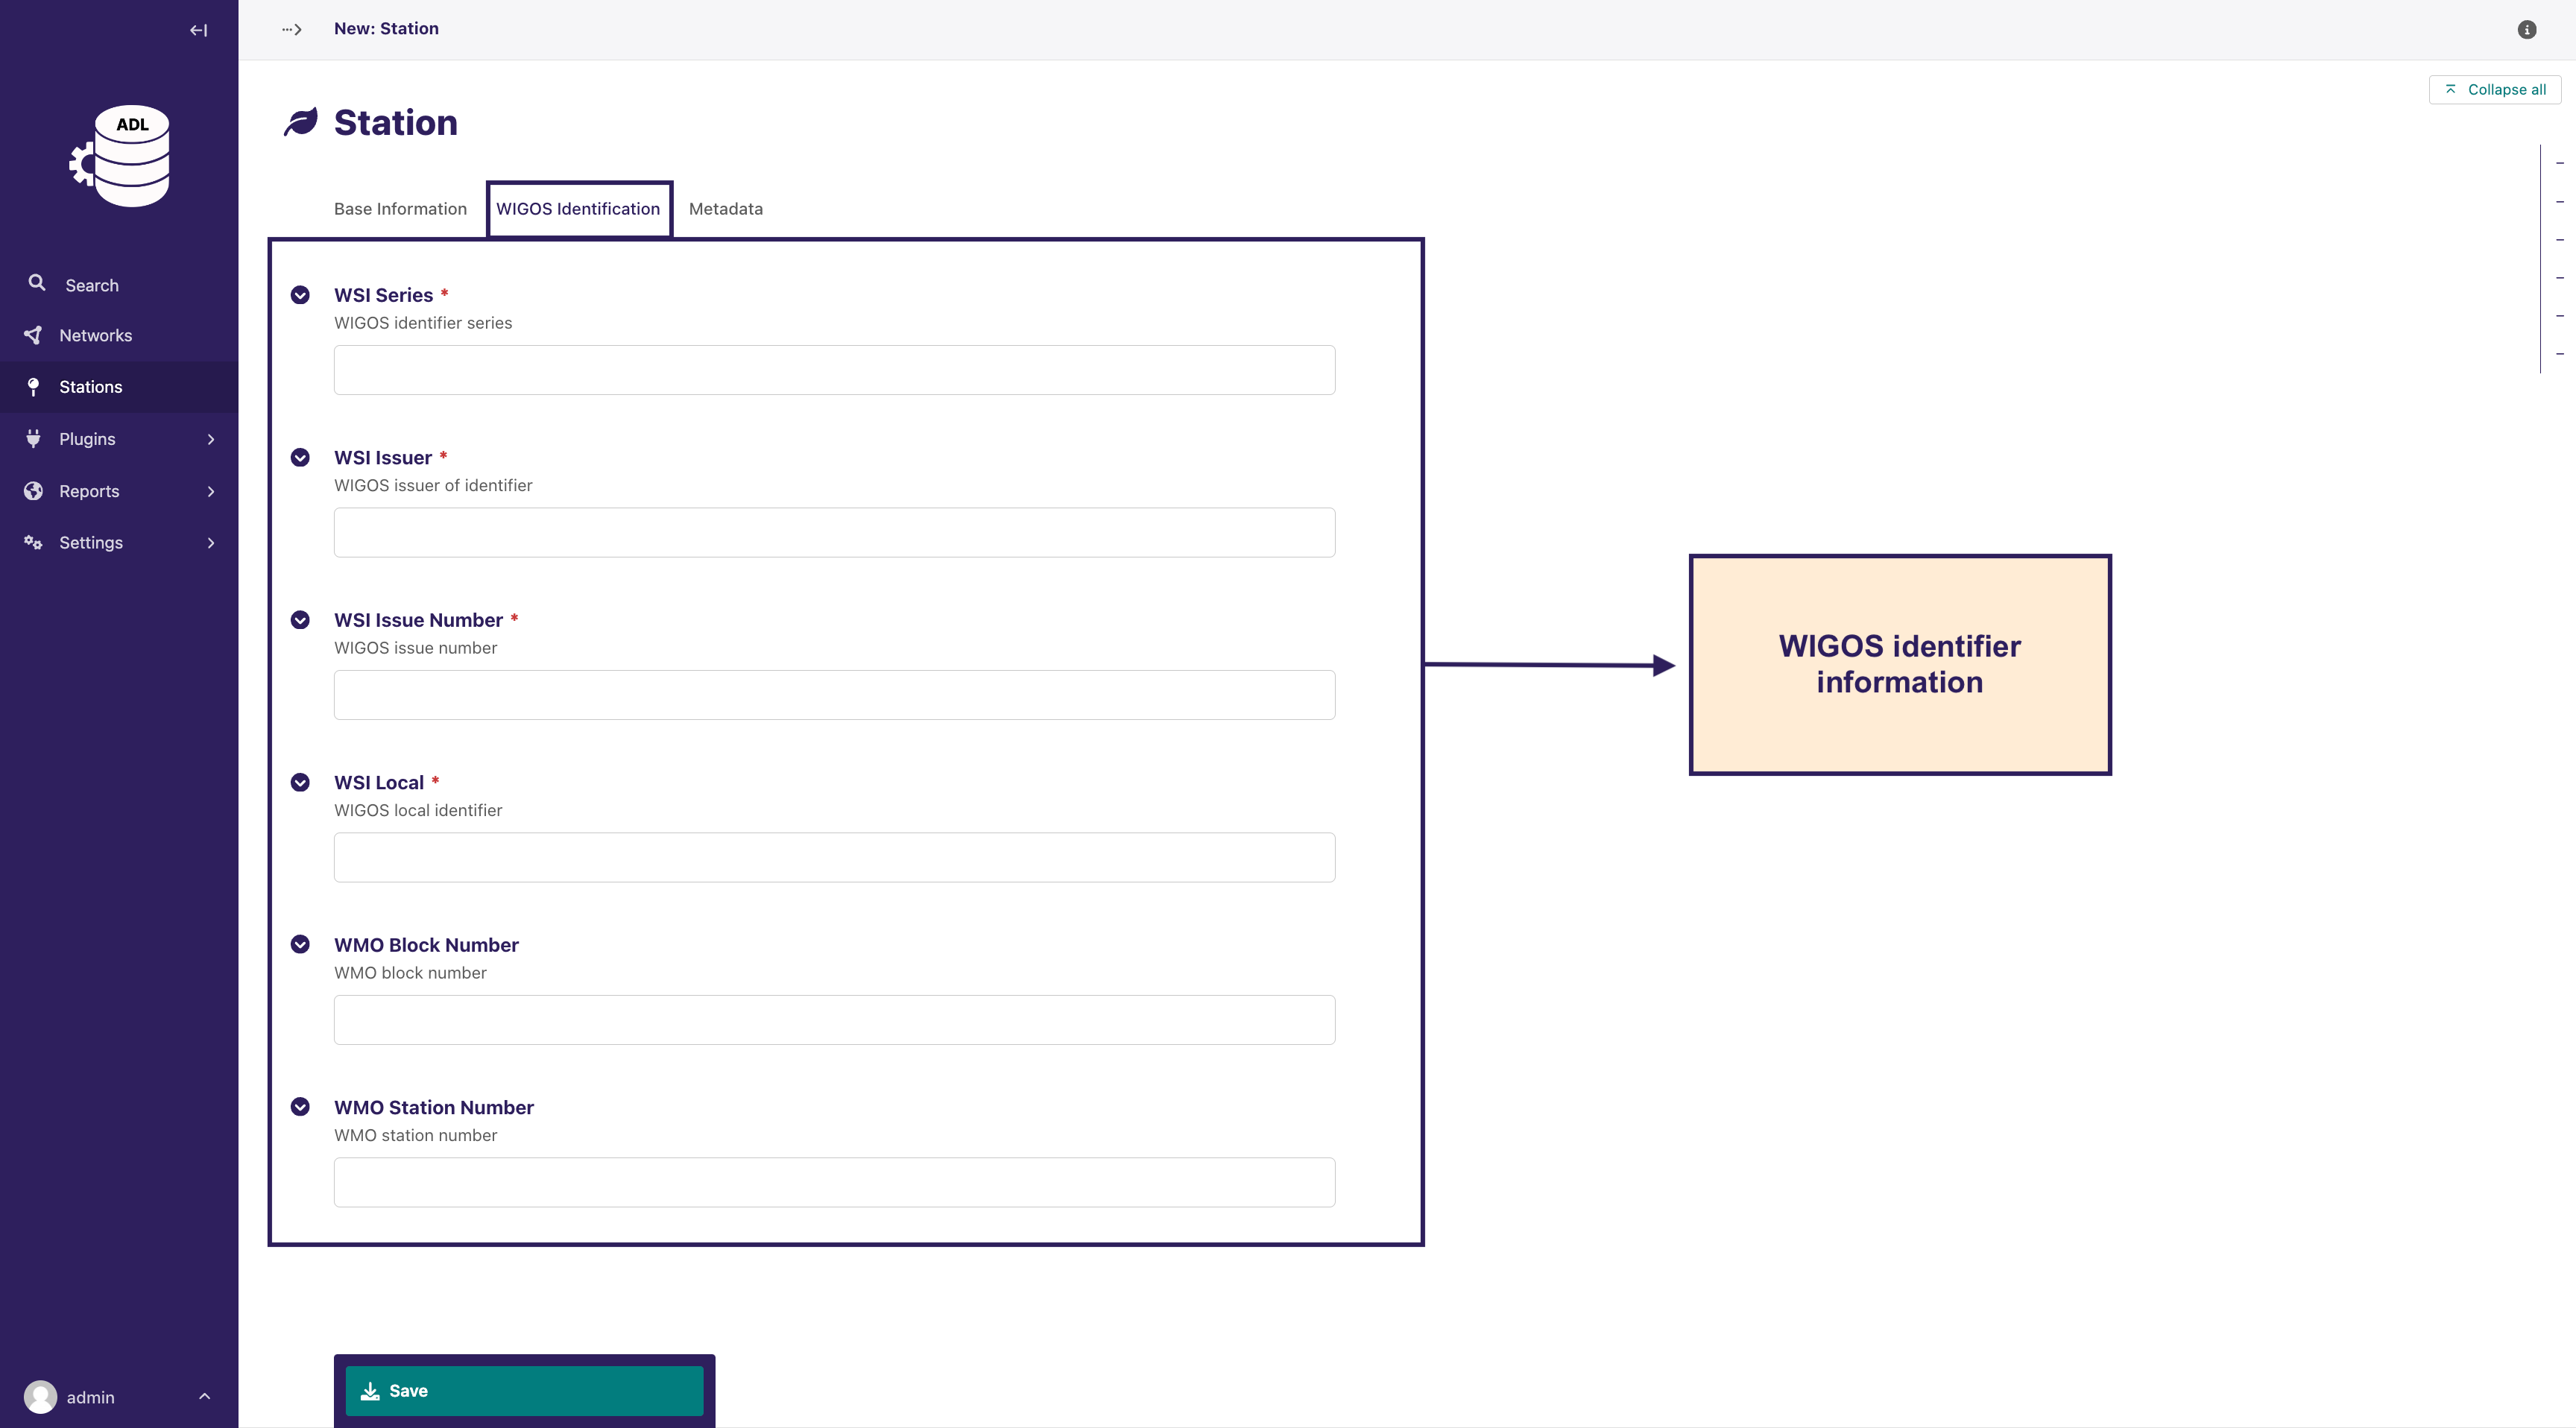 New: Station
Collapse all
ADL
Station
Base Information
WIGOS Identification
Metadata
Search
Networks
Stations
Plugins
Reports
Settings
WSI Series *
WIGOS identifier series
WSI Issuer *
WIGOS issuer of identifier
WSI Issue Number *
WIGOS issue number
WSI Local *
WIGOS local identifier
WMO Block Number
WMO block number
WMO Station Number
WMO station number
WIGOS identifier
information
Save
admin